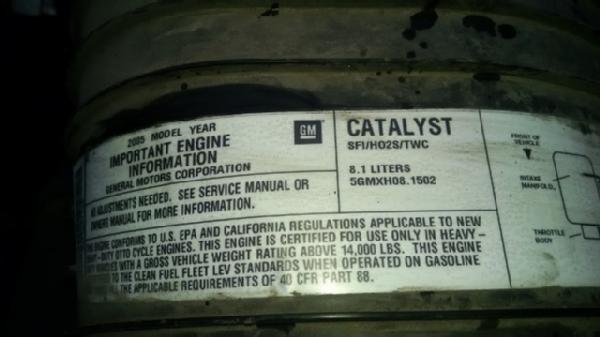 2005 MODEL YEAR
IMPORTANT ENGINE
INFORMATION
GENERAL MOTORS CORPORATION
GM
CATALYST
SFI/HO2S/TWC
8.1 LITERS
5GMXH08.1502
NO ADJUSTMENTS NEEDED. SEE SERVICE MANUAL OR
OWNERS MANUAL FOR MORE INFORMATION.
ENGINE CONFORMS TO U.S. EPA AND CALIFORNIA REGULATIONS APPLICABLE TO NEW
-DUTY OTTO CYCLE ENGINES. THIS ENGINE IS CERTIFIED FOR USE ONLY IN HEAVY-
WITH A GROSS VEHICLE WEIGHT RATING ABOVE 14,000 LBS. THIS ENGINE
TO THE CLEAN FUEL FLEET LEV STANDARDS WHEN OPERATED ON GASOLINE
THE APPLICABLE REQUIREMENTS OF 40 CFR PART 88.
FRONT OF
VEHICLE
INTAKE
MANIFOLD
THROTTLE
BODY